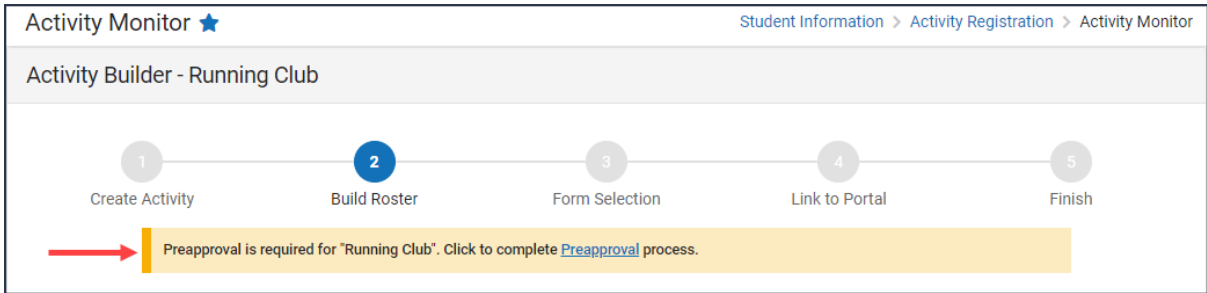 Activity Monitor
Student Information > Activity Registration > Activity Monitor
Activity Builder - Running Club
1 2 3 4 5
Create Activity Build Roster Form Selection Link to Portal Finish
Preapproval is required for "Running Club". Click to complete Preapproval process.